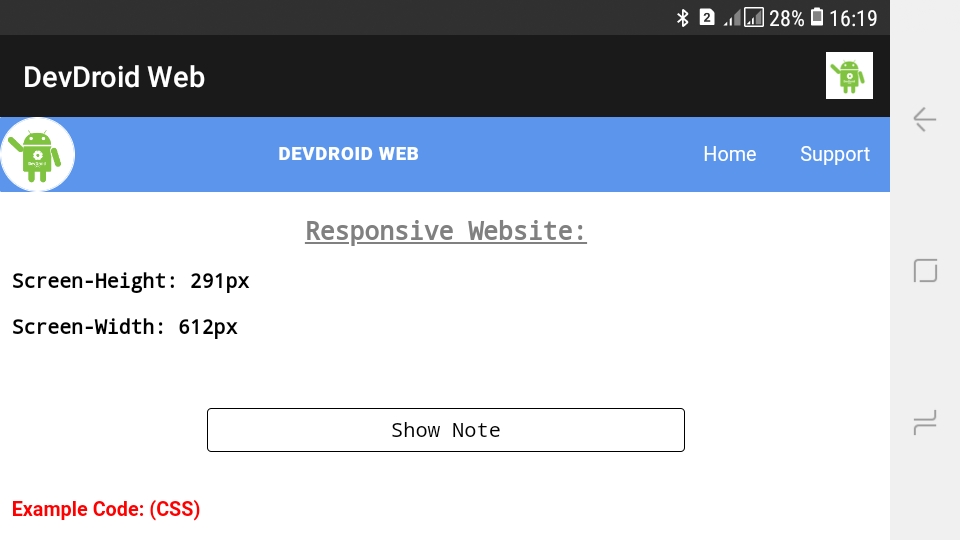 2 28% 16:19
DevDroid Web
DEVDROID WEB Home Support
Responsive Website:
Screen-Height: 291px
Screen-Width: 612px
Show Note
Example Code: (CSS)